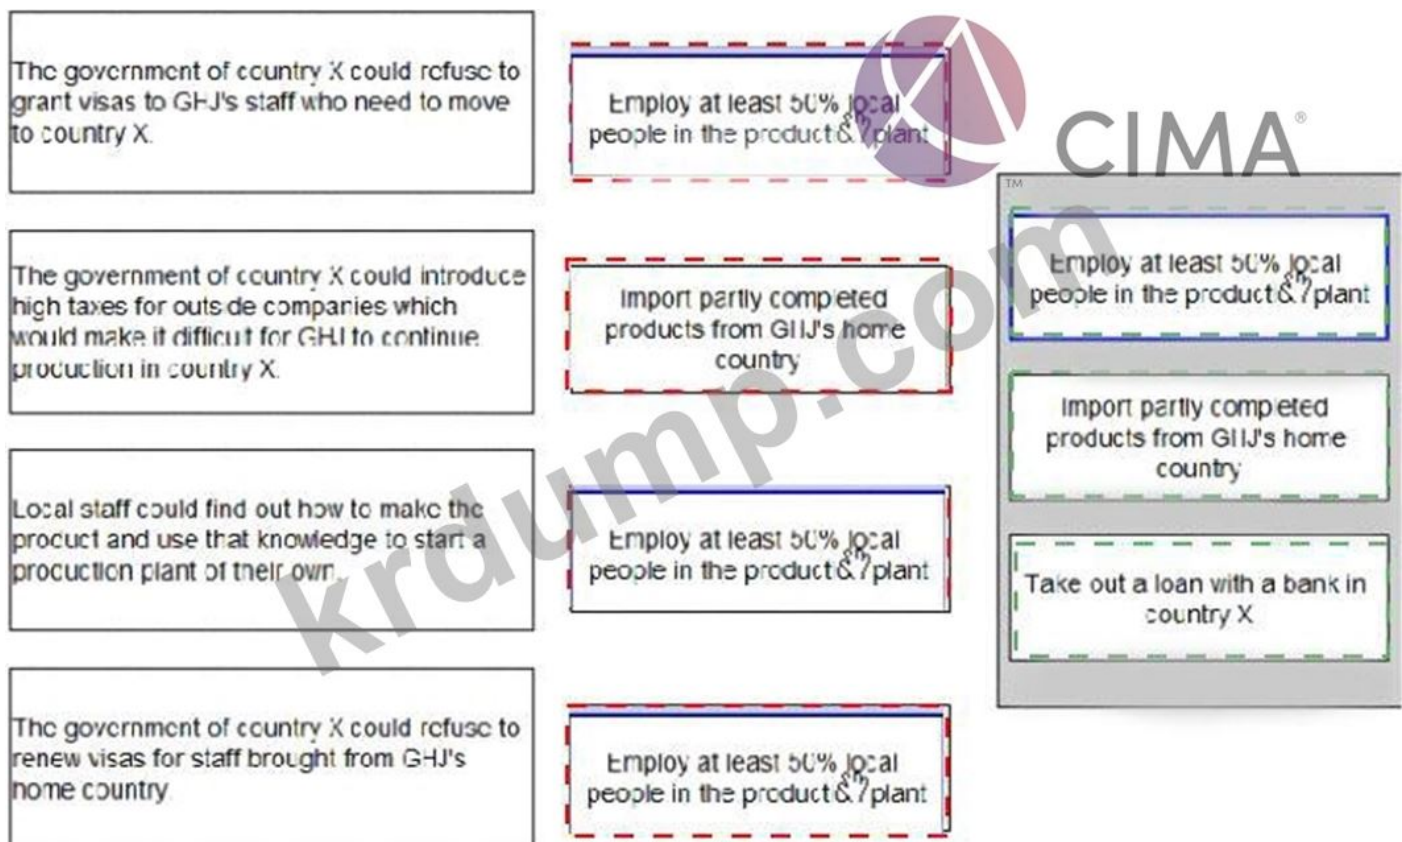 The government of country X could refuse to
grant visas to GHJ's staff who need to move
to country X.
Employ at least 50% local
people in the product & 7 plant
CIMA®
TM
The government of country X could introduce
high taxes for outside companies which
would make it difficult for GHJ to continue
production in country X.
Import partly completed
products from GHJ's home
country
Employ at least 50% local
people in the product & 7 plant
Import partly completed
products from GHJ's home
country
Take out a loan with a bank in
country X
Local staff could find out how to make the
product and use that knowledge to start a
production plant of their own.
Employ at least 50% local
people in the product & 7 plant
The government of country X could refuse to
renew visas for staff brought from GHJ's
home country.
Employ at least 50% local
people in the product & 7 plant
krdump.com